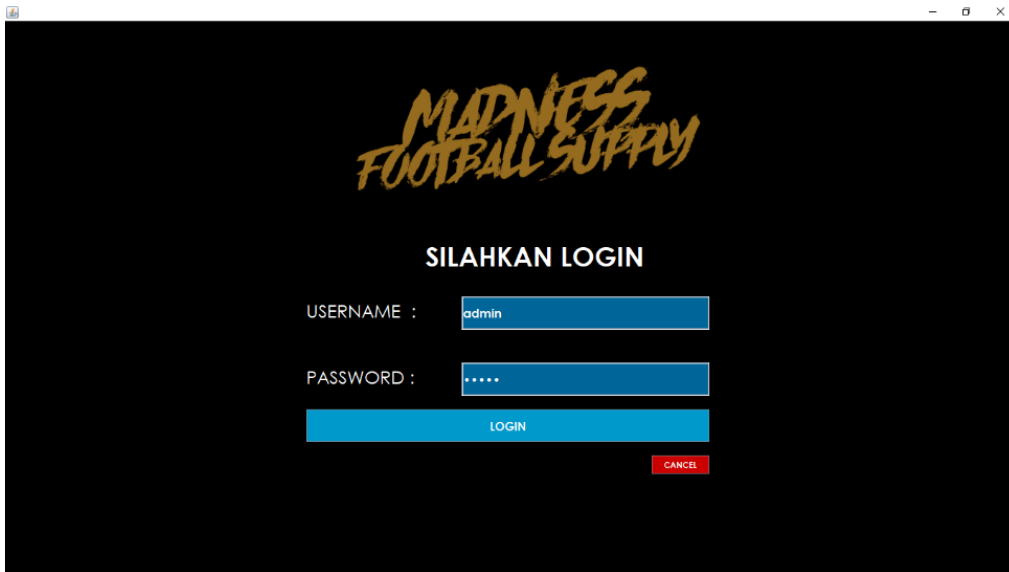 MADNESS
FOOTBALL SUPPLY
SILAHKAN LOGIN
USERNAME : admin
PASSWORD : •••••
LOGIN
CANCEL